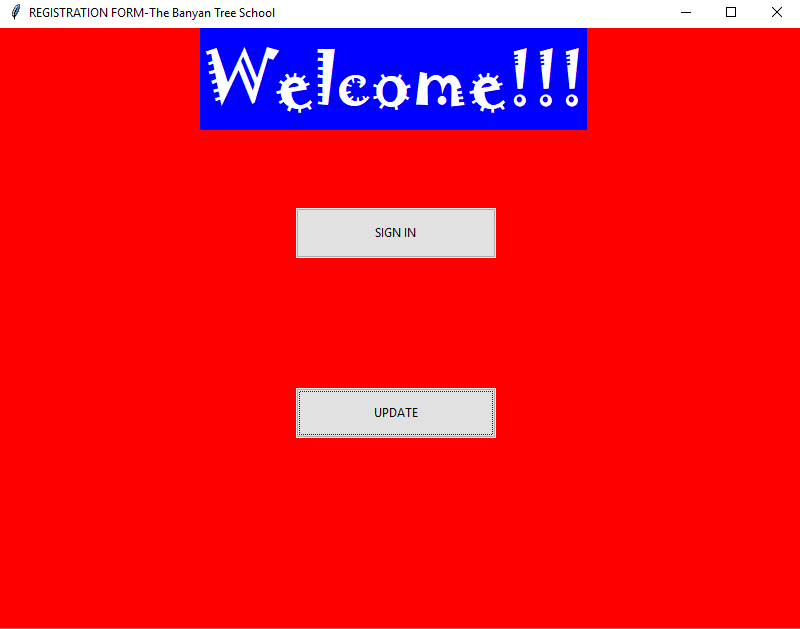 REGISTRATION FORM-The Banyan Tree School
Welcome!!!
SIGN IN
UPDATE